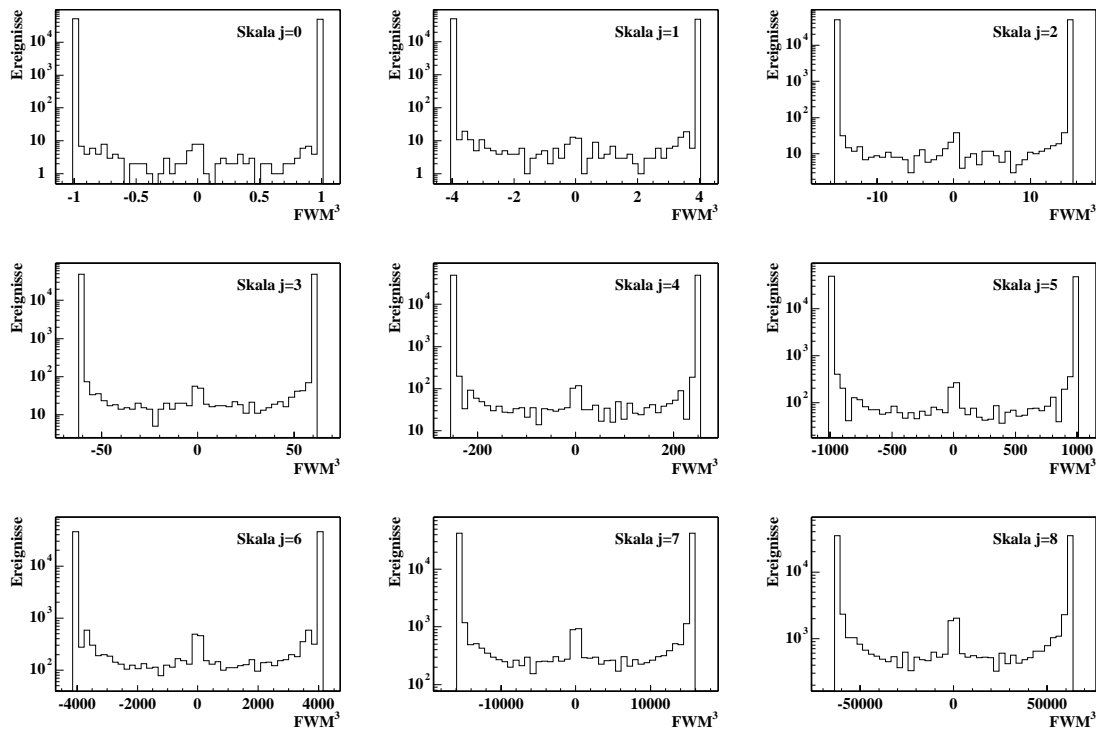 Ereignisse
Skala j=0
10⁴
10³
10²
10
1
-1 -0.5 0 0.5 1
FWM³
Ereignisse
Skala j=1
10⁴
10³
10²
10
1
-4 -2 0 2 4
FWM³
Ereignisse
Skala j=2
10⁴
10³
10²
10
-10 0 10
FWM³
Ereignisse
Skala j=3
10⁴
10³
10²
10
-50 0 50
FWM³
Ereignisse
Skala j=4
10⁴
10³
10²
10
-200 0 200
FWM³
Ereignisse
Skala j=5
10⁴
10³
10²
-1000 -500 0 500 1000
FWM³
Ereignisse
Skala j=6
10⁴
10³
10²
-4000 -2000 0 2000 4000
FWM³
Ereignisse
Skala j=7
10⁴
10³
10²
-10000 0 10000
FWM³
Ereignisse
Skala j=8
10⁴
10³
-50000 0 50000
FWM³